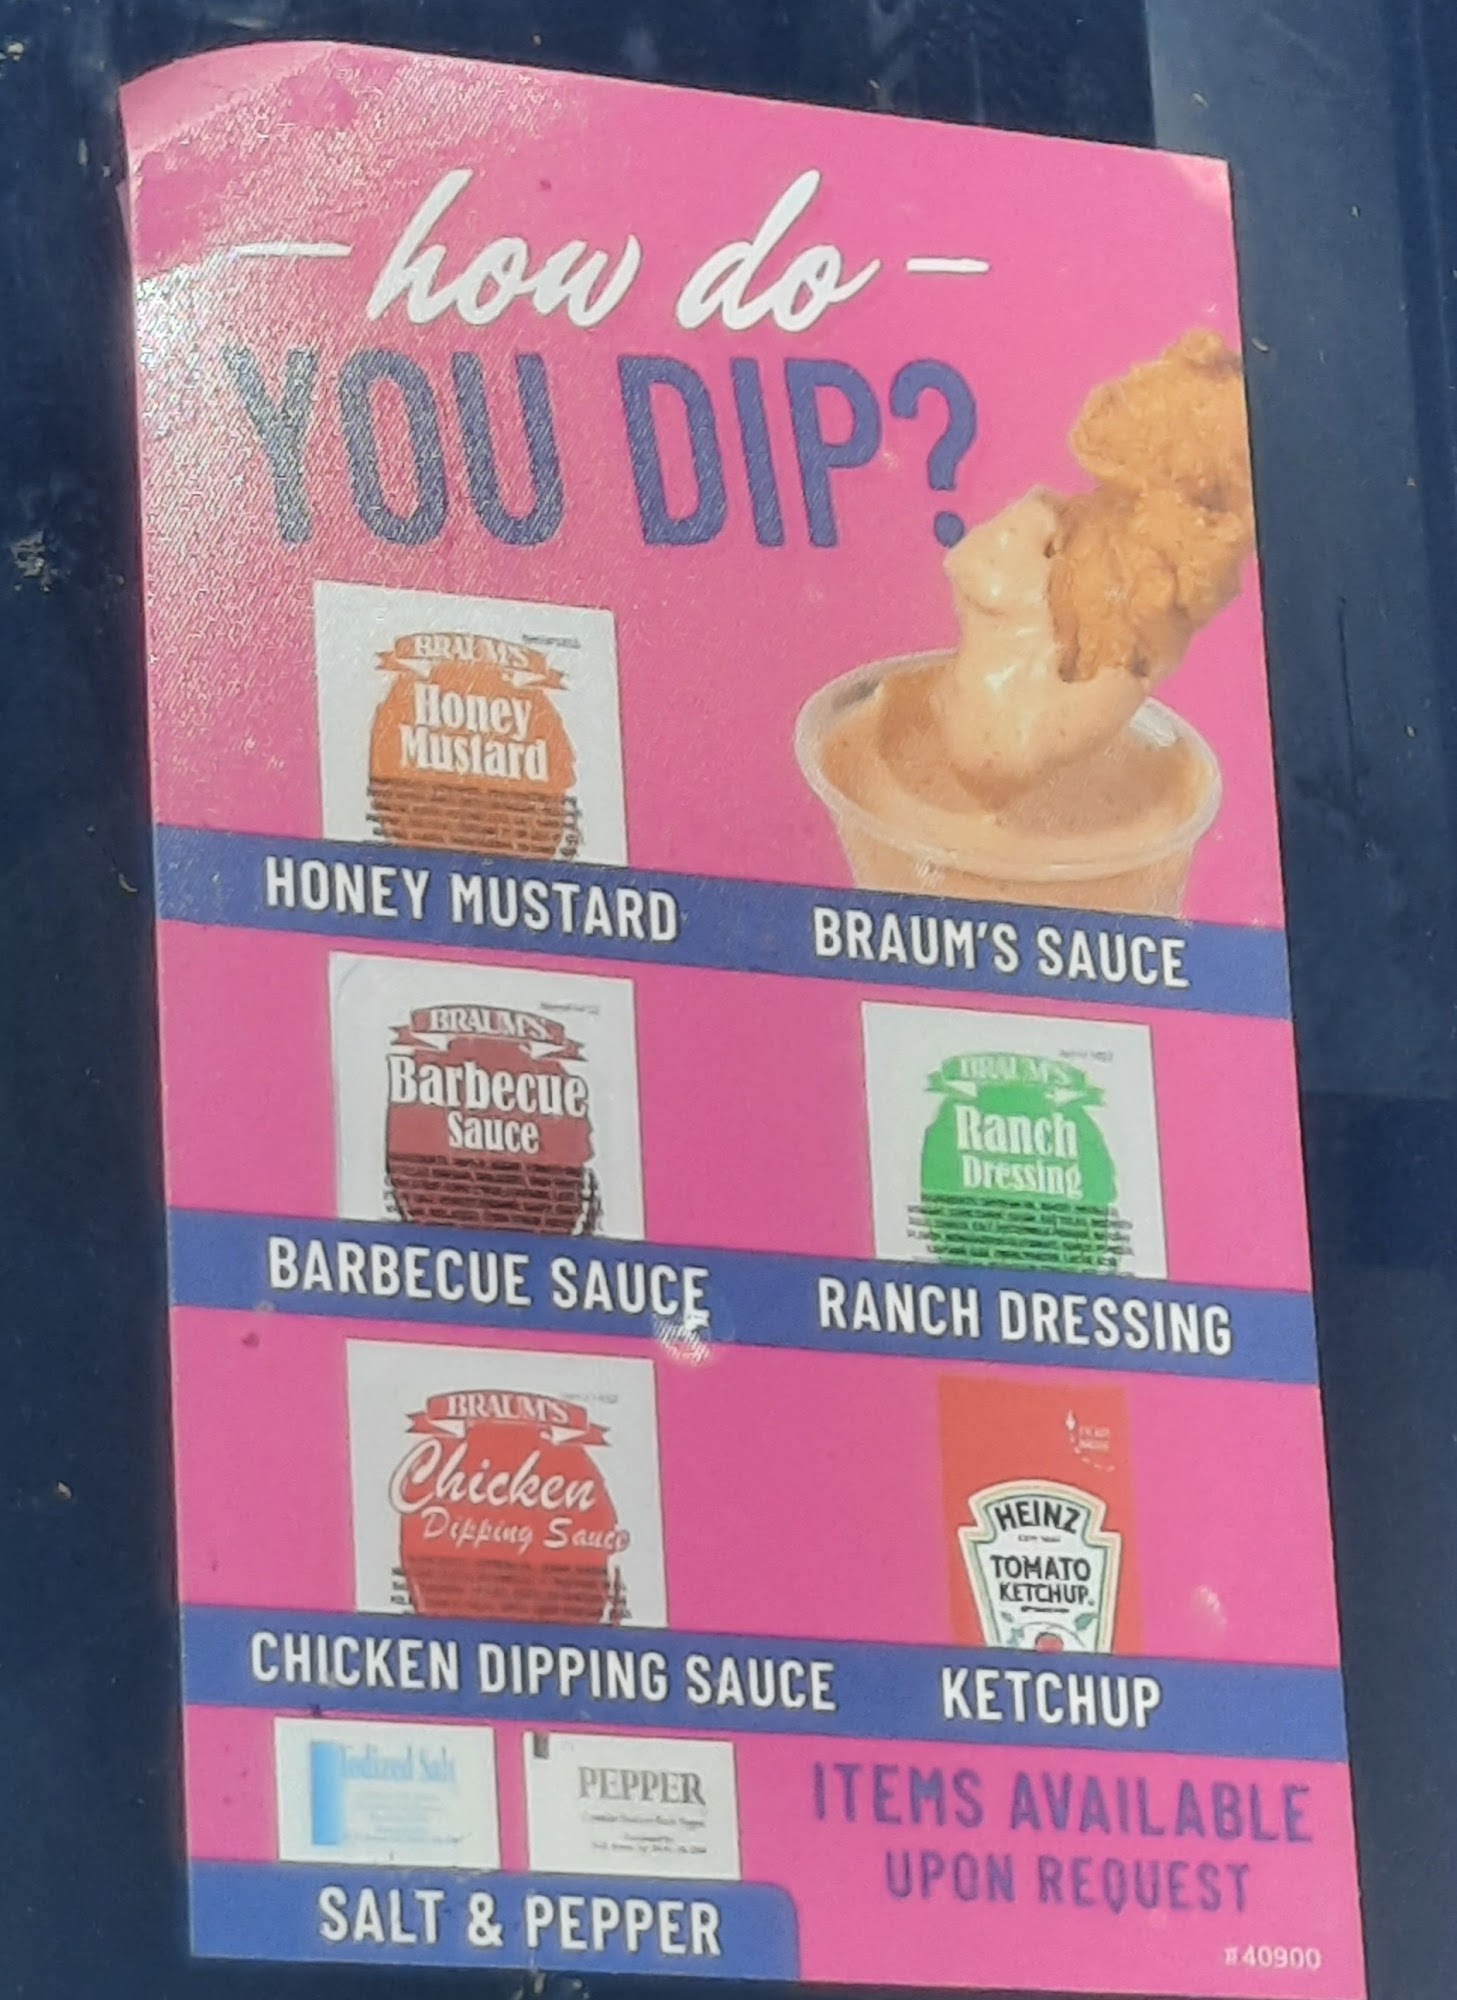 how do
YOU DIP?
BRAUM'S
Honey
Mustard
HONEY MUSTARD
BRAUM'S SAUCE
BRAUM'S
Barbecue
Sauce
BARBECUE SAUCE
BRAUM'S
Ranch
Dressing
RANCH DRESSING
BRAUM'S
Chicken
Dipping Sauce
CHICKEN DIPPING SAUCE
HEINZ
TOMATO
KETCHUP
KETCHUP
Iodized Salt
PEPPER
SALT & PEPPER
ITEMS AVAILABLE
UPON REQUEST
#40900